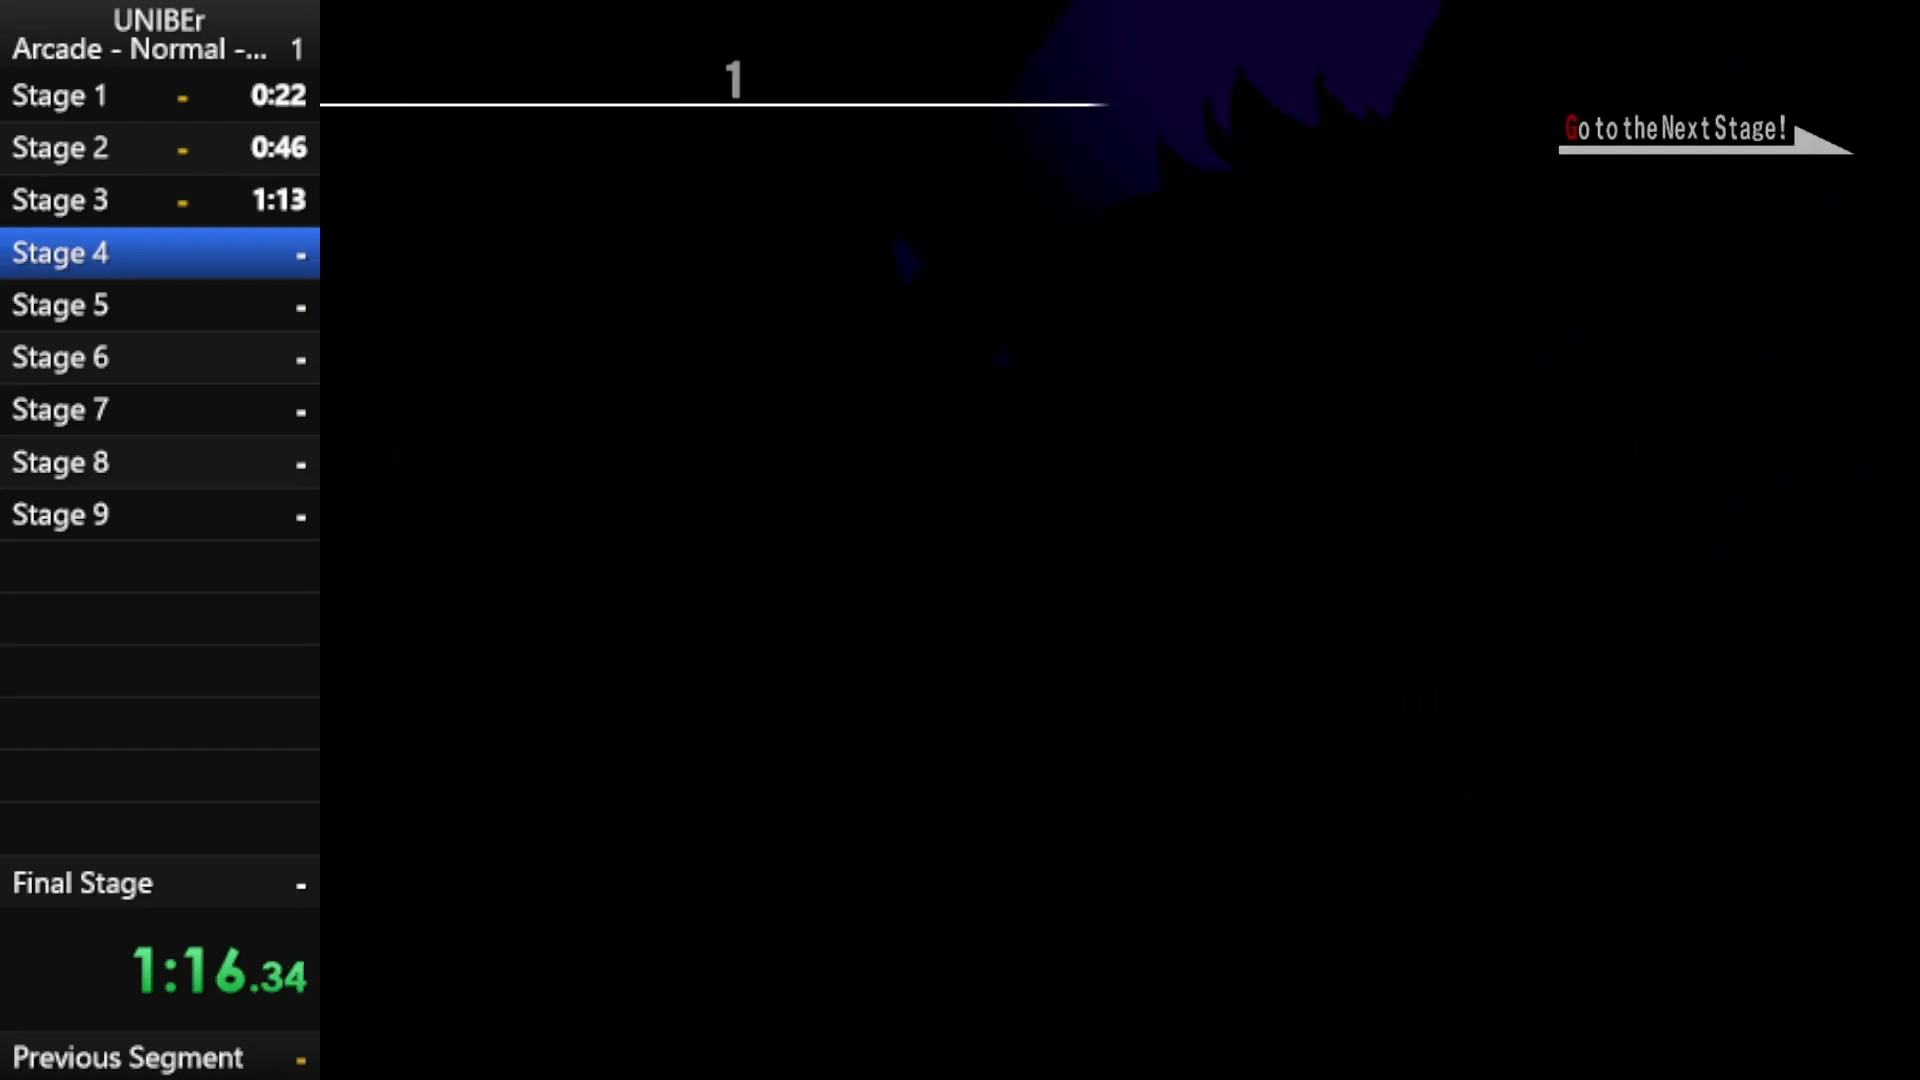 UNIBEr
Arcade - Normal -... 1
Stage 1 - 0:22
Stage 2 - 0:46
Stage 3 - 1:13
Stage 4 -
Stage 5 -
Stage 6 -
Stage 7 -
Stage 8 -
Stage 9 -
Final Stage -
1:16.34
Previous Segment -
1
Go to the Next Stage!